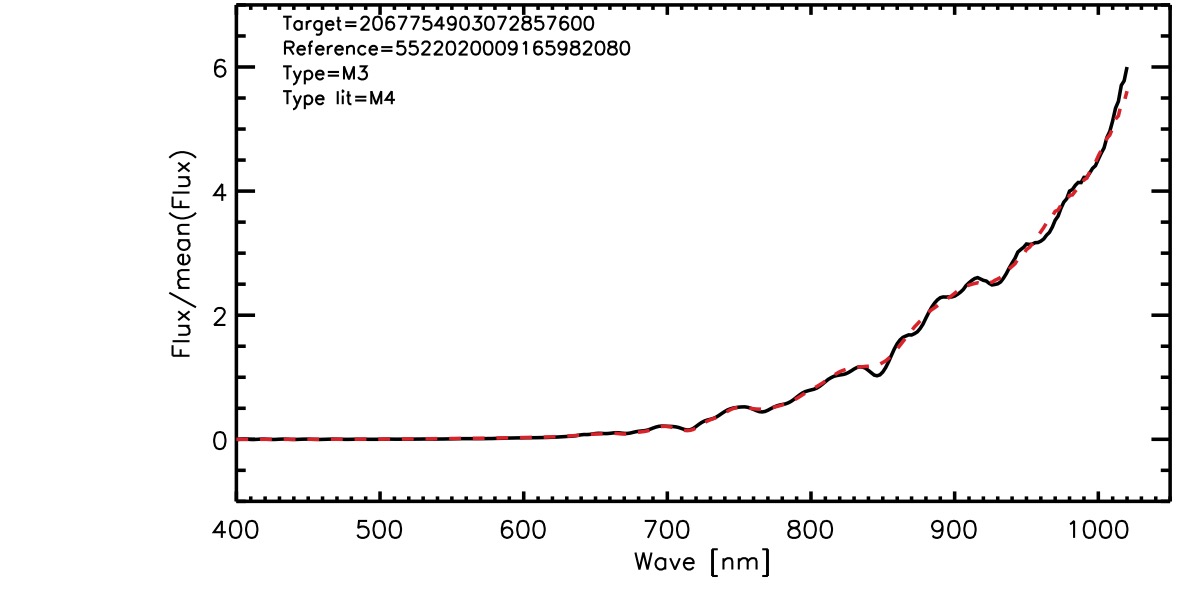 Target=2067754903072857600
Reference=5522020009165982080
Type=M3
Type lit=M4
6
4
2
0
Flux/mean(Flux)
400 500 600 700 800 900 1000
Wave [nm]